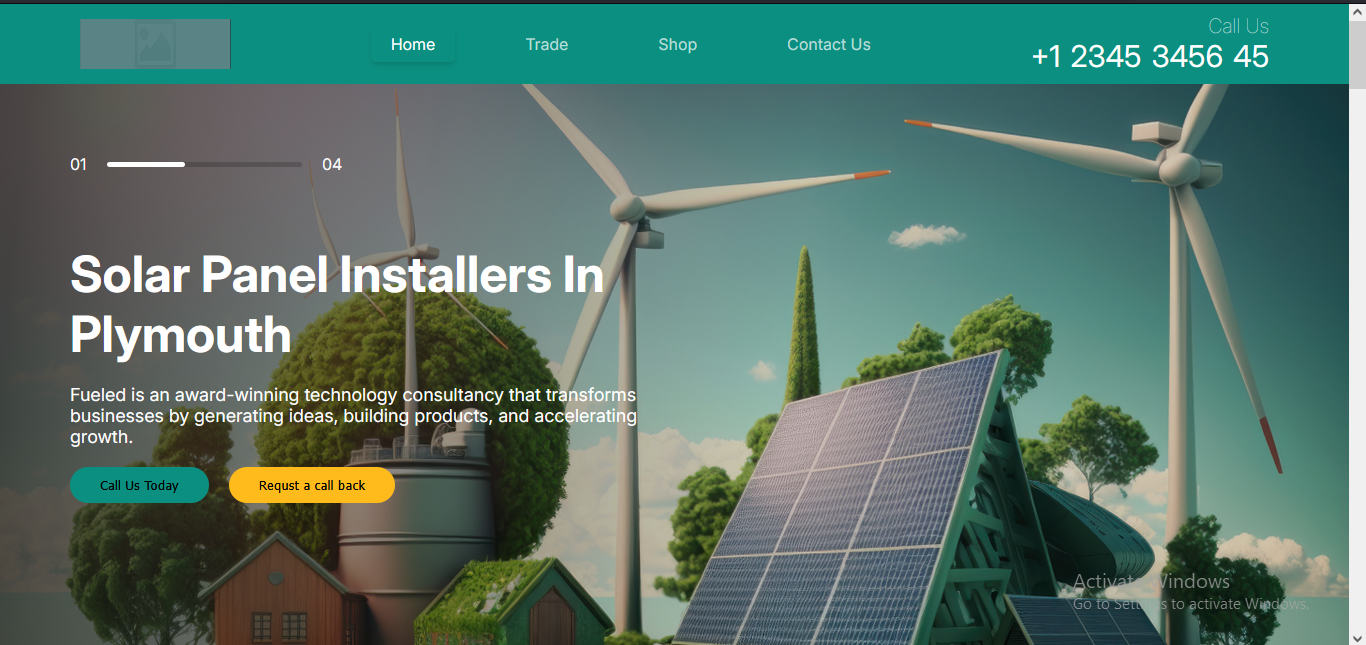 Home
Trade
Shop
Contact Us
Call Us
+1 2345 3456 45
01
04
Solar Panel Installers In
Plymouth
Fueled is an award-winning technology consultancy that transforms
businesses by generating ideas, building products, and accelerating
growth.
Call Us Today
Requst a call back
Activate Windows
Go to Settings to activate Windows.